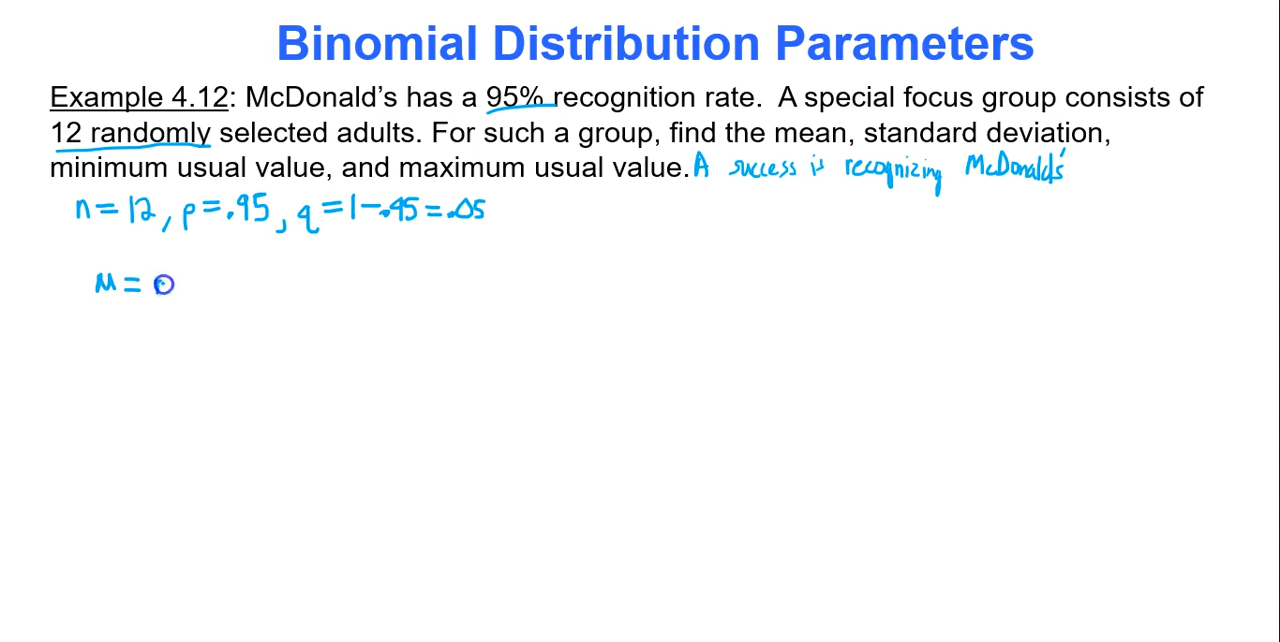 Binomial Distribution Parameters
Example 4.12: McDonald's has a 95% recognition rate. A special focus group consists of
12 randomly selected adults. For such a group, find the mean, standard deviation,
minimum usual value, and maximum usual value. A success is recognizing McDonald's
n = 12, p = .95, q = 1 - .95 = .05
μ =